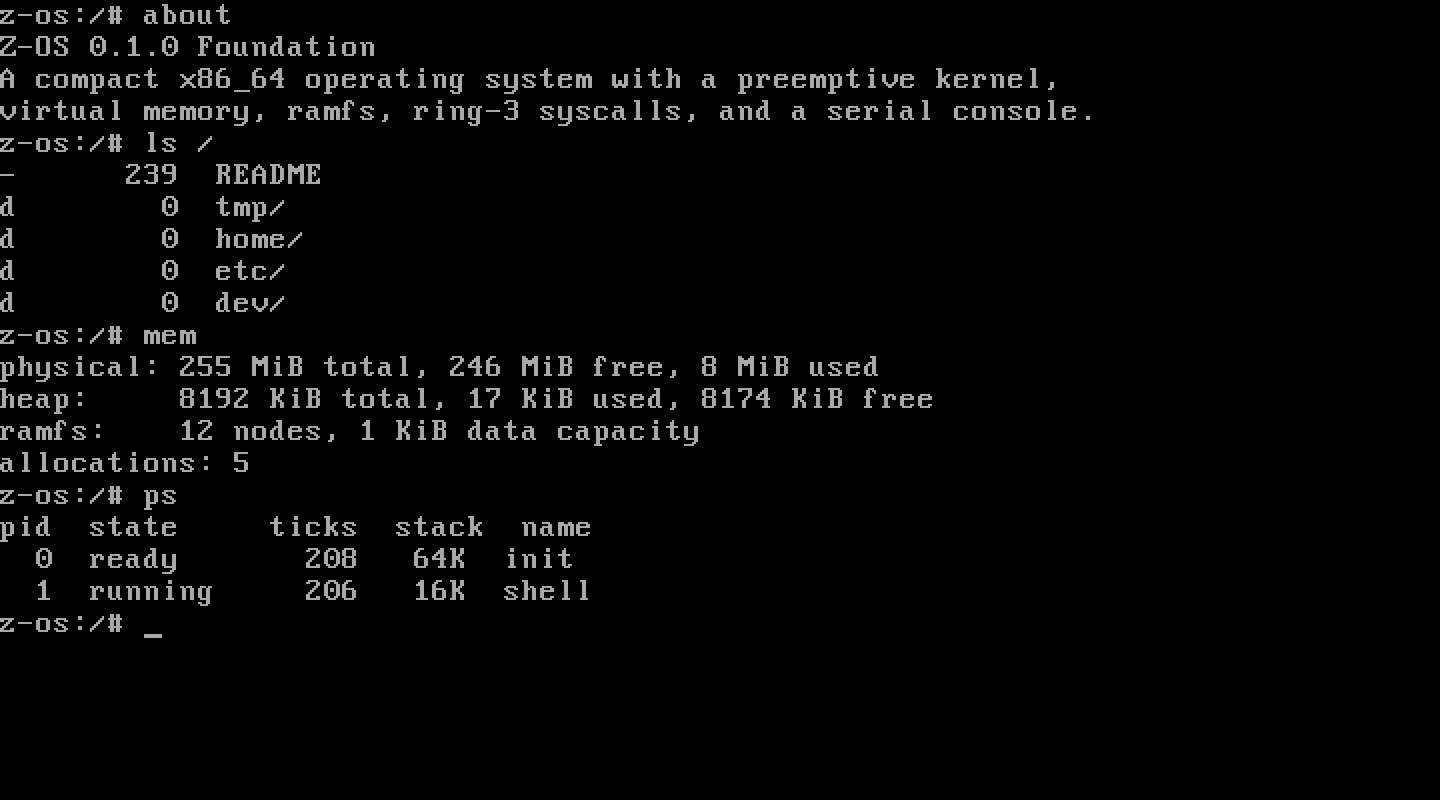 z-os:/# about
Z-OS 0.1.0 Foundation
A compact x86_64 operating system with a preemptive kernel,
virtual memory, ramfs, ring-3 syscalls, and a serial console.
z-os:/# ls /
-      239  README
d        0  tmp/
d        0  home/
d        0  etc/
d        0  dev/
z-os:/# mem
physical: 255 MiB total, 246 MiB free, 8 MiB used
heap:     8192 KiB total, 17 KiB used, 8174 KiB free
ramfs:    12 nodes, 1 KiB data capacity
allocations: 5
z-os:/# ps
pid  state     ticks  stack  name
  0  ready       208   64K  init
  1  running     206   16K  shell
z-os:/# _